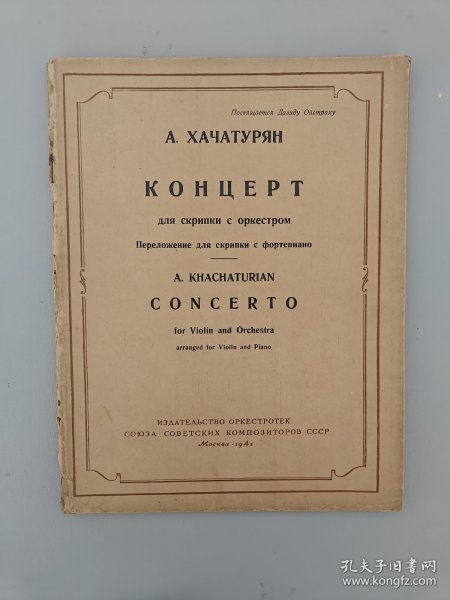 Посвящается Давиду Ойстраху
А. ХАЧАТУРЯН
КОНЦЕРТ
для скрипки с оркестром
Переложение для скрипки с фортепиано
A. KHACHATURIAN
CONCERTO
for Violin and Orchestra
arranged for Violin and Piano
ИЗДАТЕЛЬСТВО ОРКЕСТРОТЕК
СОЮЗА СОВЕТСКИХ КОМПОЗИТОРОВ СССР
Москва · 1941
孔夫子旧书网
www.kongfz.com